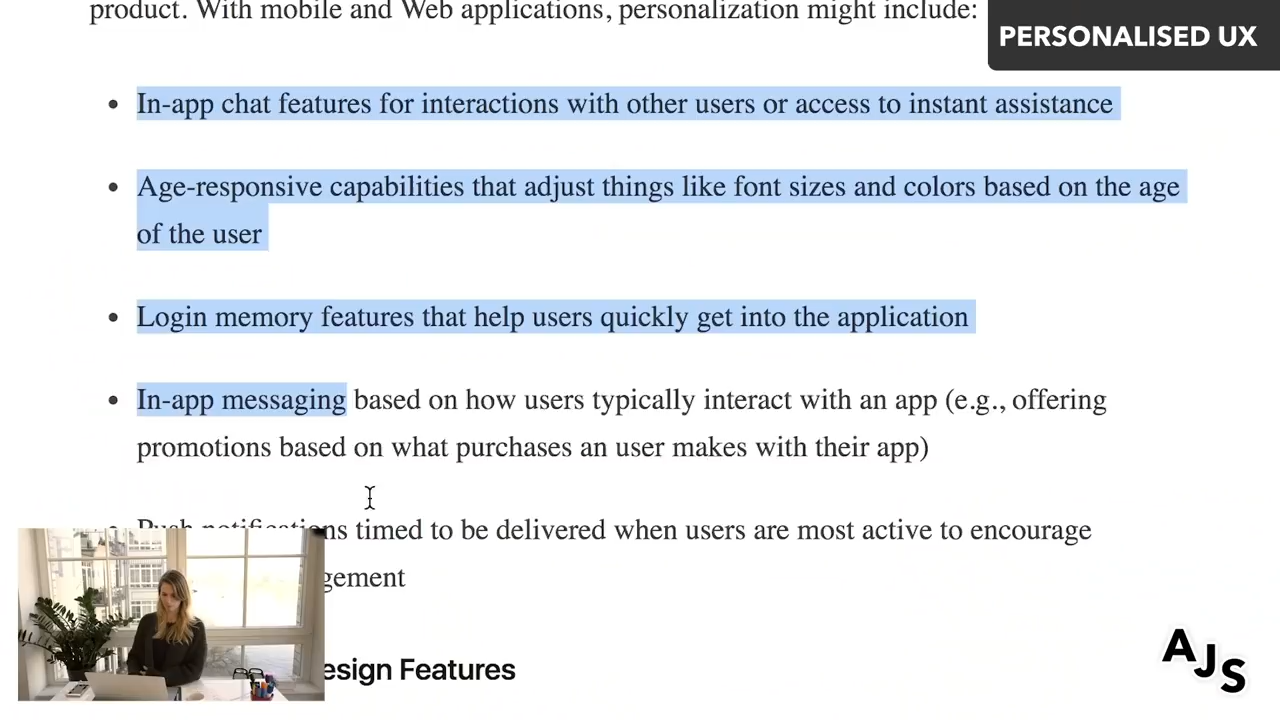 product. With mobile and Web applications, personalization might include:
PERSONALISED UX
In-app chat features for interactions with other users or access to instant assistance
Age-responsive capabilities that adjust things like font sizes and colors based on the age
of the user
Login memory features that help users quickly get into the application
In-app messaging based on how users typically interact with an app (e.g., offering
promotions based on what purchases an user makes with their app)
Push notifications timed to be delivered when users are most active to encourage
gement
esign Features
AJS